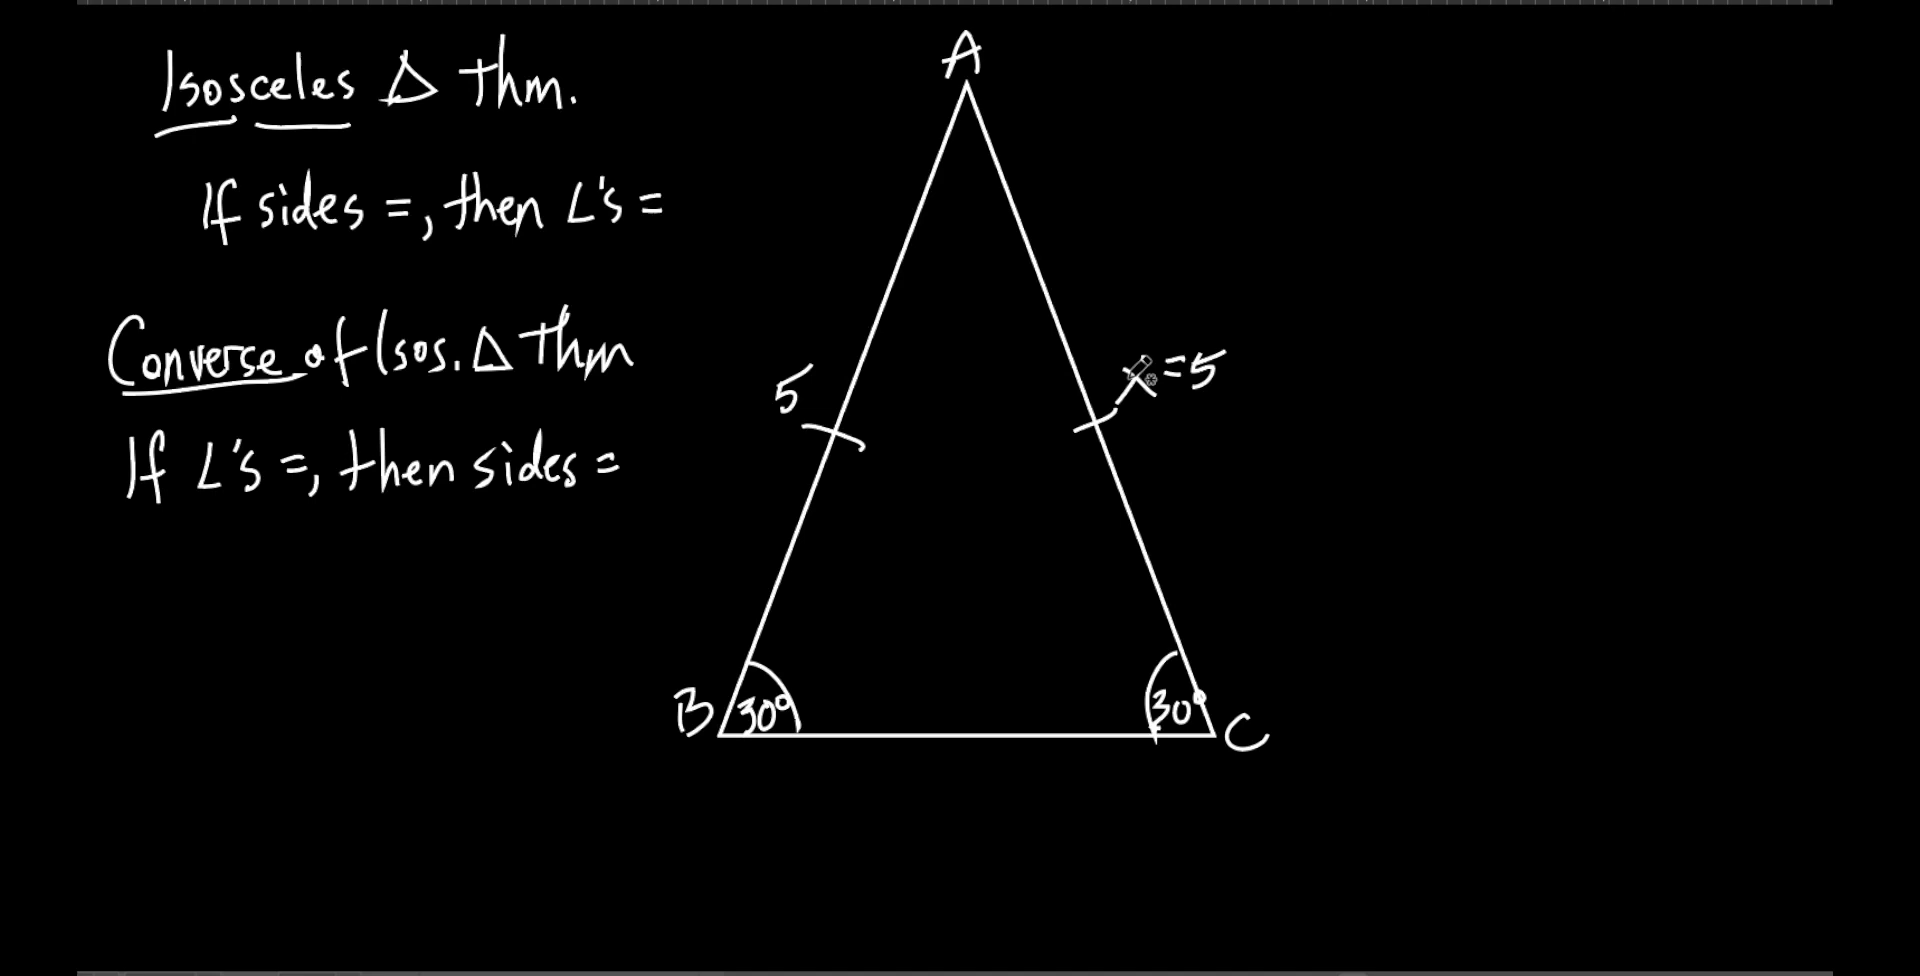 Isosceles △ Thm.
If sides =, then ∠'s =
Converse of Isos. △ Thm
If ∠'s =, then sides =
A
5
x=5
B 30°
30° C